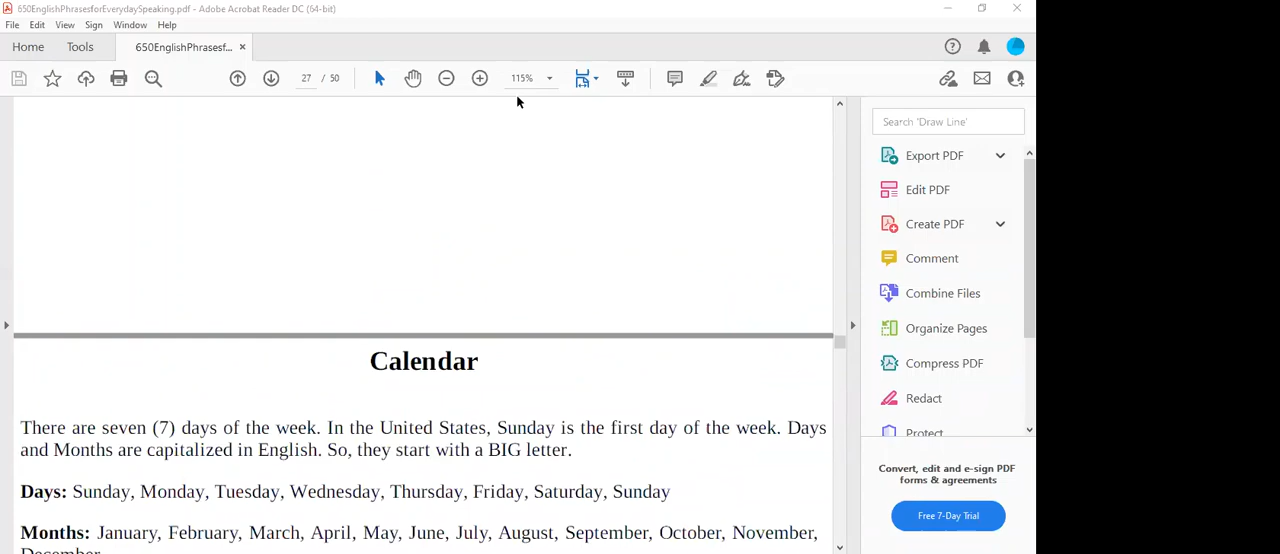 650EnglishPhrasesforEverydaySpeaking.pdf - Adobe Acrobat Reader DC (64-bit)
File Edit View Sign Window Help
Home Tools 650EnglishPhrasesf... ×
27 / 50 115%
Search 'Draw Line'
Export PDF
Edit PDF
Create PDF
Comment
Combine Files
Organize Pages
Compress PDF
Redact
Protect
Convert, edit and e-sign PDF
forms & agreements
Free 7-Day Trial
Calendar
There are seven (7) days of the week. In the United States, Sunday is the first day of the week. Days
and Months are capitalized in English. So, they start with a BIG letter.
Days: Sunday, Monday, Tuesday, Wednesday, Thursday, Friday, Saturday, Sunday
Months: January, February, March, April, May, June, July, August, September, October, November,
December